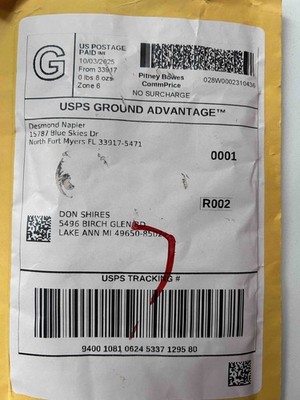 G
US POSTAGE
PAID IMI
10/03/2025
From 33917
0 lbs 8 ozs
Zone 6
Pitney Bowes
CommPrice
NO SURCHARGE
028W0002310436
USPS GROUND ADVANTAGE™
Desmond Napier
15787 Blue Skies Dr
North Fort Myers FL 33917-5471
0001
R002
DON SHIRES
5496 BIRCH GLEN RD
LAKE ANN MI 49650-
USPS TRACKING #
9400 1081 0624 5337 1295 80